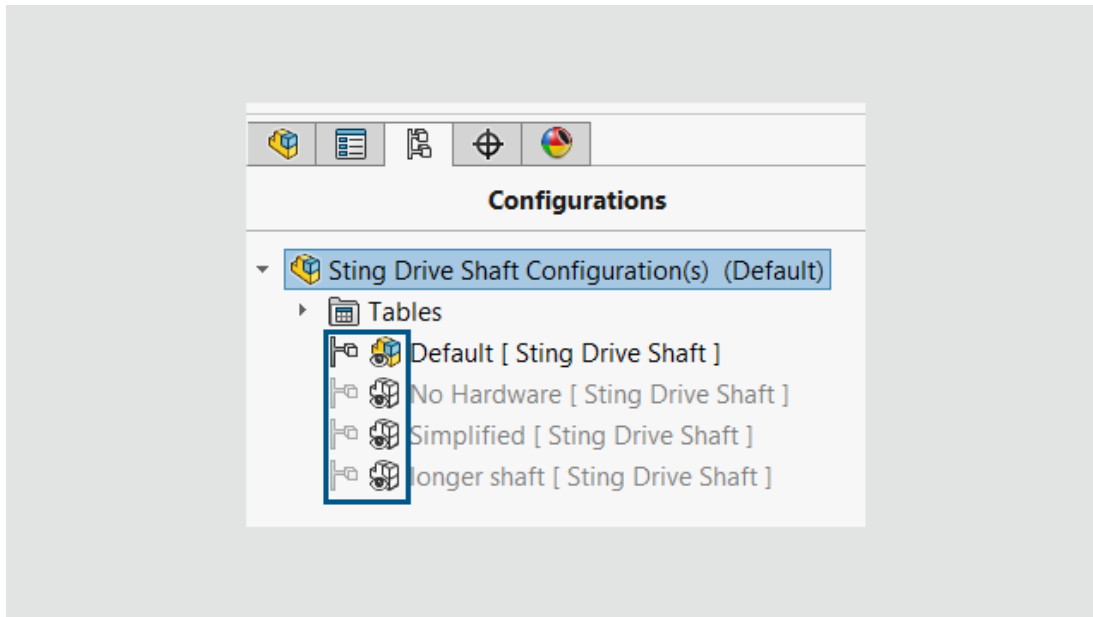 Configurations
Sting Drive Shaft Configuration(s) (Default)
Tables
Default [ Sting Drive Shaft ]
No Hardware [ Sting Drive Shaft ]
Simplified [ Sting Drive Shaft ]
longer shaft [ Sting Drive Shaft ]